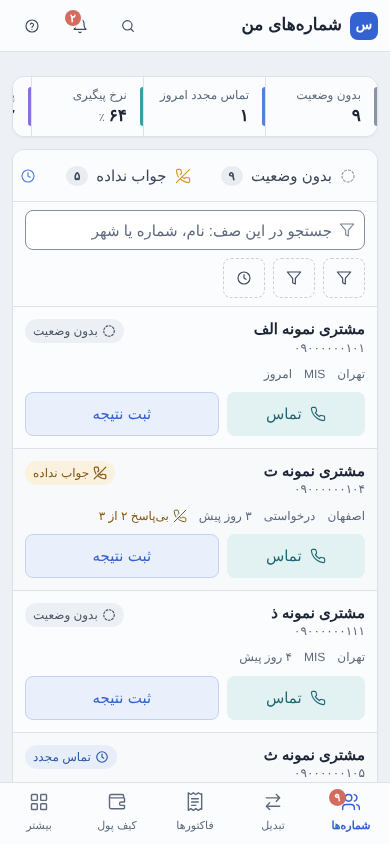 س شماره‌های من ۲
بدون وضعیت
۹
تماس مجدد امروز
نرخ پیگیری
۶۴ ٪
بدون وضعیت ۹
جواب نداده ۵
جستجو در این صف: نام، شماره یا شهر
مشتری نمونه الف
بدون وضعیت
۰۹۰۰۰۰۰۰۱۰۱
تهران MIS امروز
تماس
ثبت نتیجه
مشتری نمونه ت
جواب نداده
۰۹۰۰۰۰۰۰۱۰۴
اصفهان درخواستی ۳ روز پیش بی‌پاسخ ۲ از ۳
تماس
ثبت نتیجه
مشتری نمونه ذ
بدون وضعیت
۰۹۰۰۰۰۰۰۱۱۱
تهران MIS ۴ روز پیش
تماس
ثبت نتیجه
مشتری نمونه ث
تماس مجدد
۰۹۰۰۰۰۰۰۱۰۵
۹
شماره‌ها
تبدیل
فاکتورها
کیف پول
بیشتر